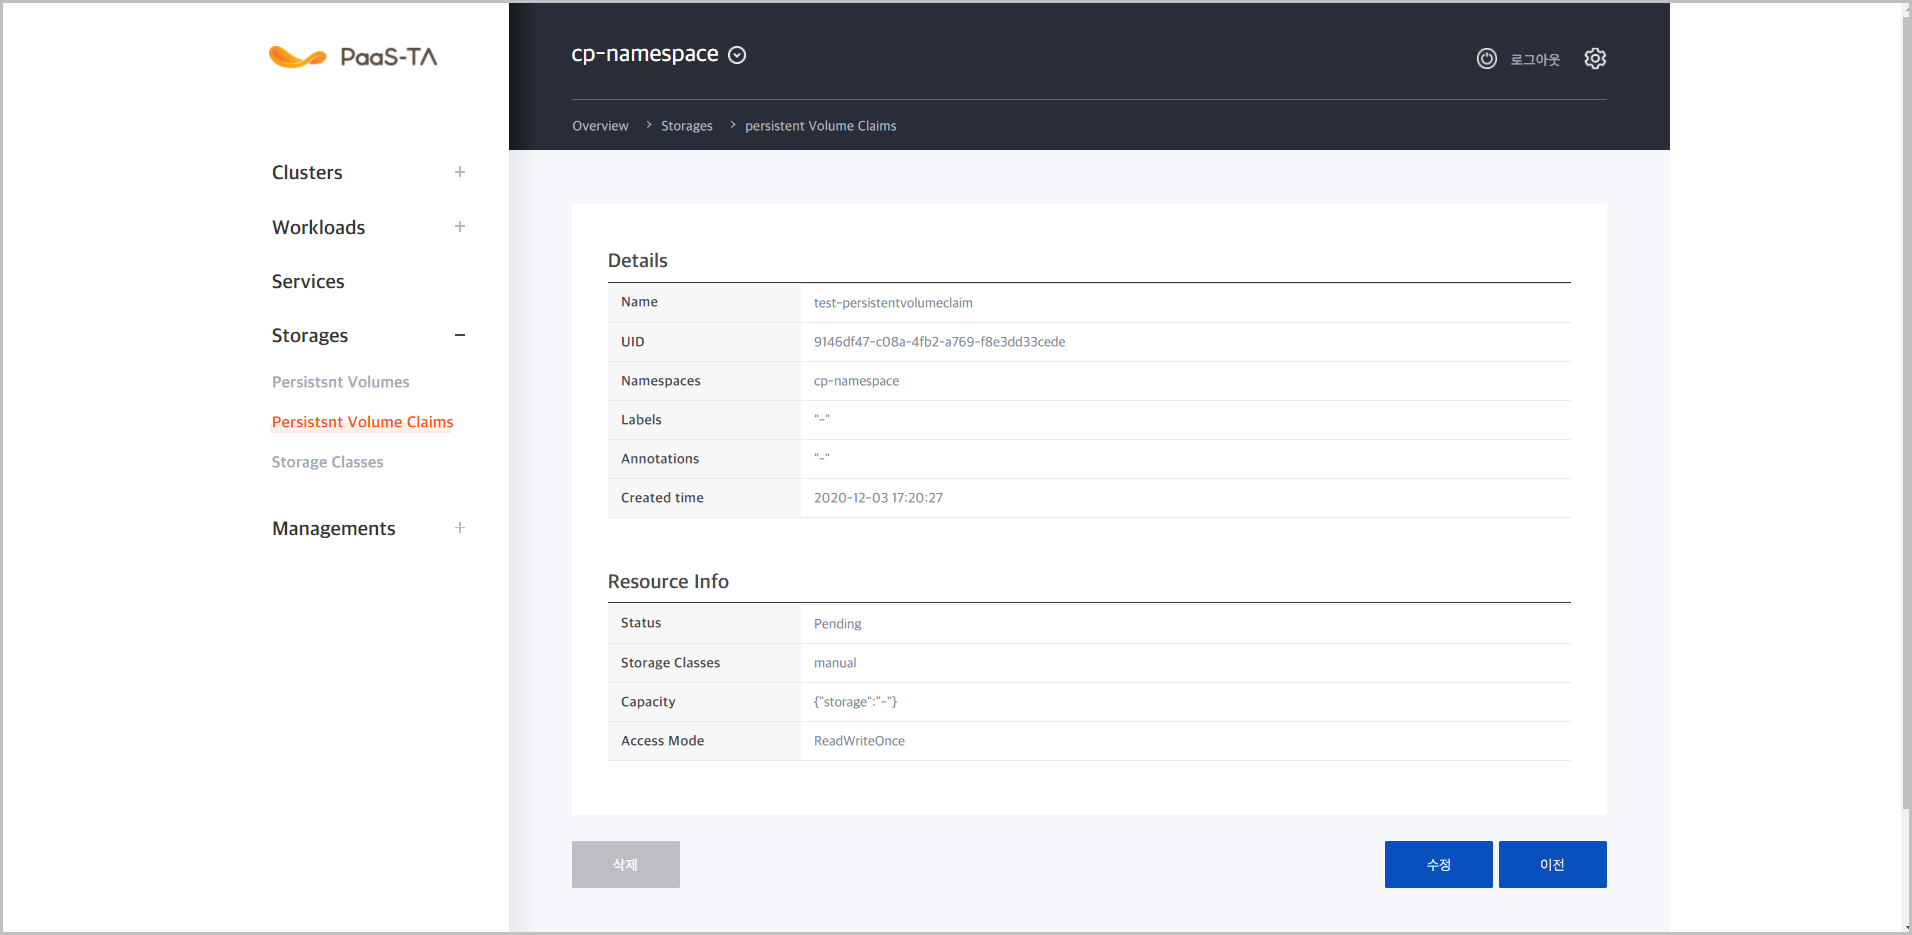 PaaS-TA
cp-namespace
로그아웃
Overview > Storages > persistent Volume Claims
Clusters +
Workloads +
Services
Storages −
Persistsnt Volumes
Persistsnt Volume Claims
Storage Classes
Managements +
Details
Name test-persistentvolumeclaim
UID 9146df47-c08a-4fb2-a769-f8e3dd33cede
Namespaces cp-namespace
Labels "-"
Annotations "-"
Created time 2020-12-03 17:20:27
Resource Info
Status Pending
Storage Classes manual
Capacity {"storage":"-"}
Access Mode ReadWriteOnce
삭제
수정
이전